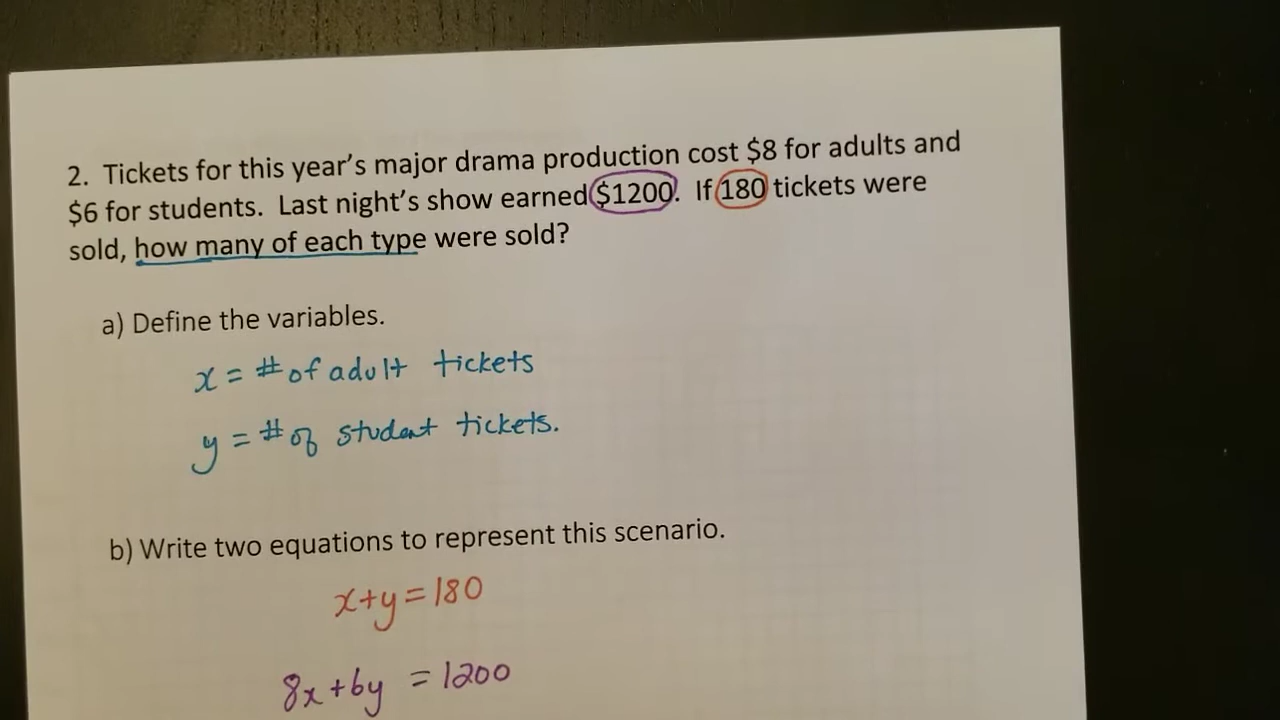 2. Tickets for this year's major drama production cost $8 for adults and
$6 for students. Last night's show earned $1200. If 180 tickets were
sold, how many of each type were sold?
a) Define the variables.
x = # of adult tickets
y = # of student tickets.
b) Write two equations to represent this scenario.
x+y=180
8x+6y = 1200